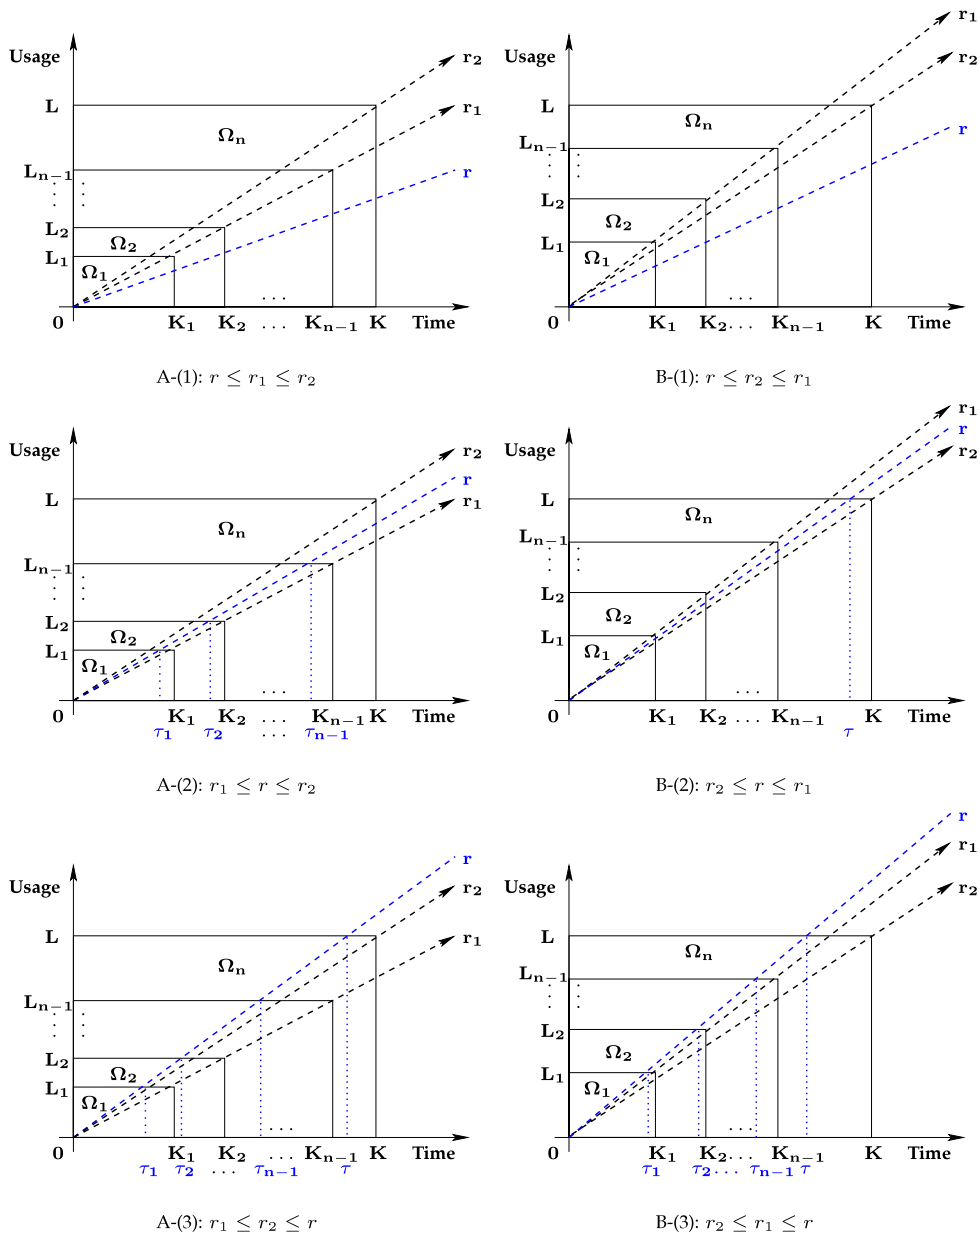 Usage
r₂
L
r₁
Ωₙ
Lₙ₋₁
r
L₂
Ω₂
L₁
Ω₁
. . .
0 K₁ K₂ . . . Kₙ₋₁ K Time
A-(1): r ≤ r₁ ≤ r₂
r₁
Usage
r₂
L
Ωₙ
r
Lₙ₋₁
L₂
Ω₂
L₁
Ω₁
. . .
0 K₁ K₂ . . . Kₙ₋₁ K Time
B-(1): r ≤ r₂ ≤ r₁
Usage
r₂
r
L
r₁
Ωₙ
Lₙ₋₁
L₂
Ω₂
L₁
Ω₁
. . .
0 K₁ K₂ Kₙ₋₁ K Time
τ₁ τ₂ . . . τₙ₋₁
A-(2): r₁ ≤ r ≤ r₂
r₁
r
Usage
r₂
L
Ωₙ
Lₙ₋₁
L₂
Ω₂
L₁
Ω₁
. . .
0 K₁ K₂ Kₙ₋₁ K Time
τ
B-(2): r₂ ≤ r ≤ r₁
r
Usage
r₂
L
r₁
Ωₙ
Lₙ₋₁
L₂
Ω₂
L₁
Ω₁
. . .
0 K₁ K₂ . . . Kₙ₋₁ K Time
τ₁ τ₂ . . . τₙ₋₁ τ
A-(3): r₁ ≤ r₂ ≤ r
r
r₁
Usage
r₂
L
Ωₙ
Lₙ₋₁
L₂
Ω₂
L₁
Ω₁
. . .
0 K₁ K₂ . . . Kₙ₋₁ K Time
τ₁ τ₂ . . . τₙ₋₁ τ
B-(3): r₂ ≤ r₁ ≤ r